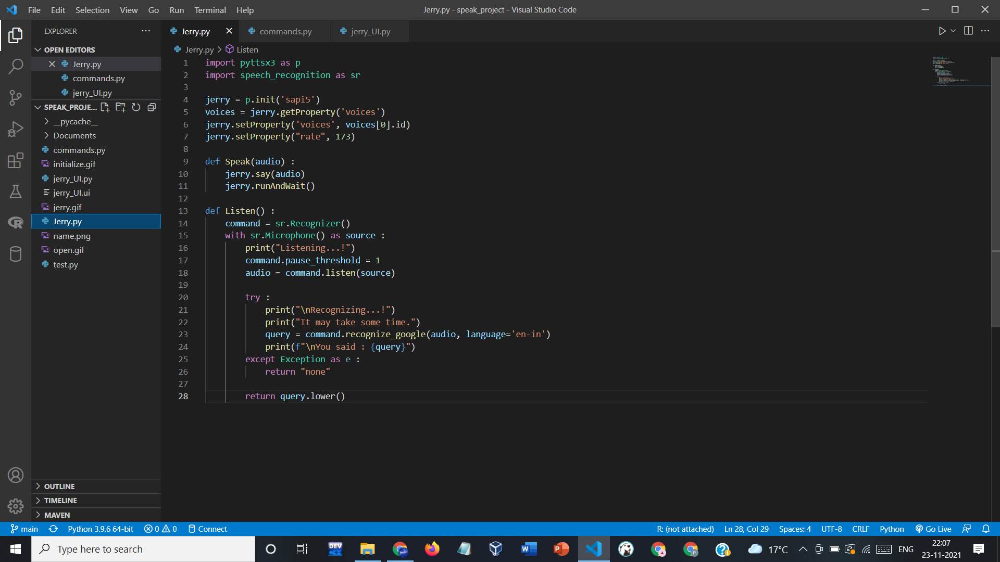 File Edit Selection View Go Run Terminal Help
Jerry.py - speak_project - Visual Studio Code
EXPLORER
OPEN EDITORS
Jerry.py
commands.py
jerry_UI.py
SPEAK_PROJE...
__pycache__
Documents
commands.py
initialize.gif
jerry_UI.py
jerry_UI.ui
jerry.gif
Jerry.py
name.png
open.gif
test.py
OUTLINE
TIMELINE
MAVEN
Jerry.py commands.py jerry_UI.py
Jerry.py > Listen
1 import pyttsx3 as p
2 import speech_recognition as sr
3
4 jerry = p.init('sapi5')
5 voices = jerry.getProperty('voices')
6 jerry.setProperty('voices', voices[0].id)
7 jerry.setProperty("rate", 173)
8
9 def Speak(audio) :
10 jerry.say(audio)
11 jerry.runAndWait()
12
13 def Listen() :
14 command = sr.Recognizer()
15 with sr.Microphone() as source :
16 print("Listening...!")
17 command.pause_threshold = 1
18 audio = command.listen(source)
19
20 try :
21 print("\nRecognizing...!")
22 print("It may take some time.")
23 query = command.recognize_google(audio, language='en-in')
24 print(f"\nYou said : {query}")
25 except Exception as e :
26 return "none"
27
28 return query.lower()
main Python 3.9.6 64-bit 0 0 Connect R: (not attached) Ln 28, Col 29 Spaces: 4 UTF-8 CRLF Python Go Live
Type here to search
DEV C++
17°C ENG
22:07
23-11-2021